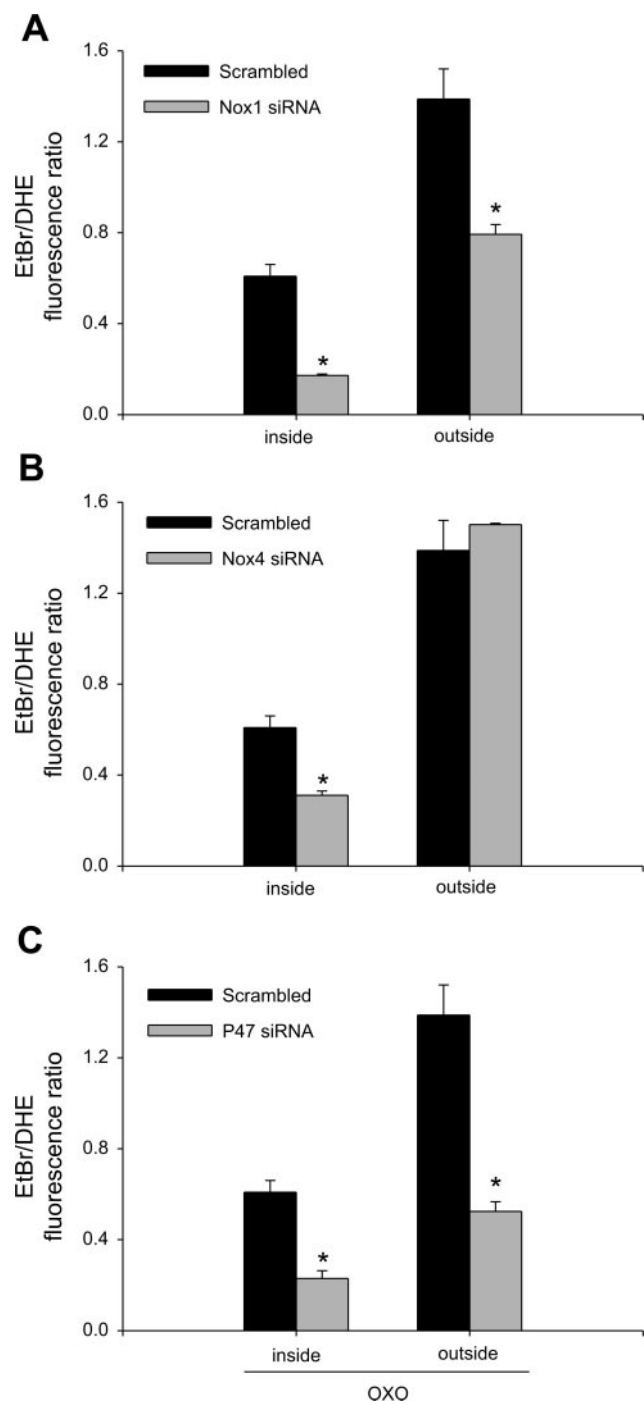 A
EtBr/DHE
fluorescence ratio
1.6
1.2
0.8
0.4
0.0
Scrambled
Nox1 siRNA
*
*
inside
outside
B
EtBr/DHE
fluorescence ratio
1.6
1.2
0.8
0.4
0.0
Scrambled
Nox4 siRNA
*
inside
outside
C
EtBr/DHE
fluorescence ratio
1.6
1.2
0.8
0.4
0.0
Scrambled
P47 siRNA
*
*
inside
outside
OXO